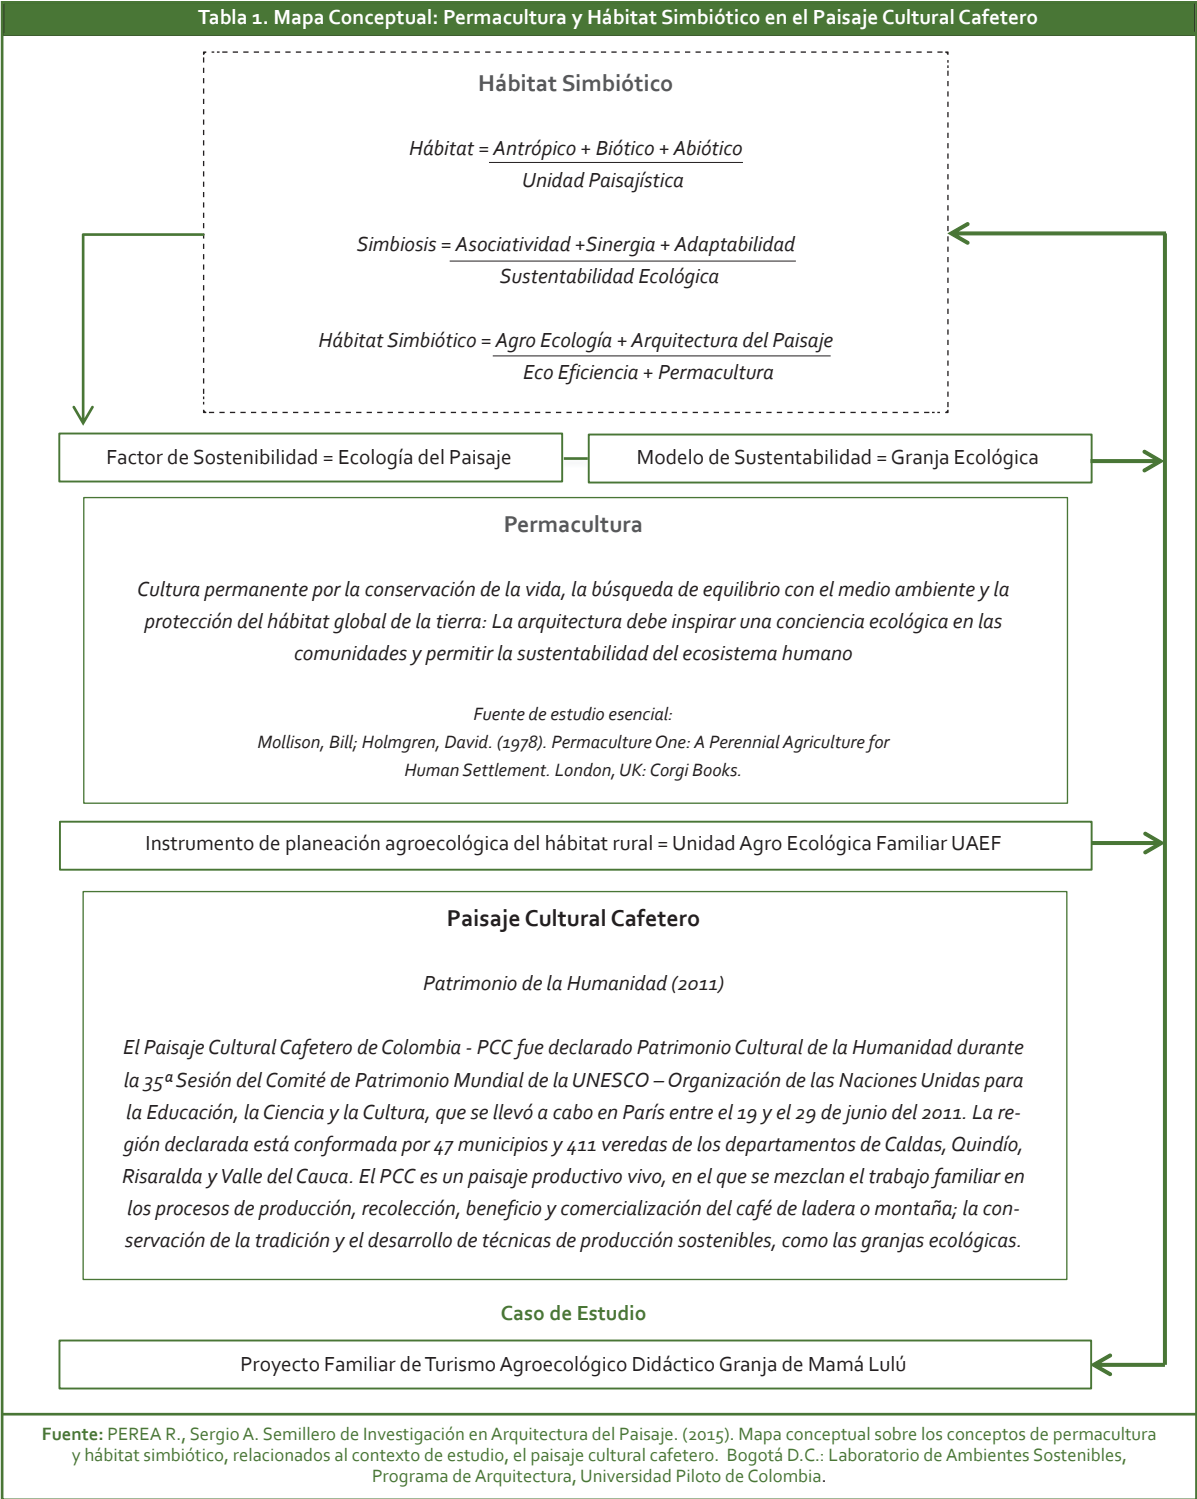 Tabla 1. Mapa Conceptual: Permacultura y Hábitat Simbiótico en el Paisaje Cultural Cafetero
Hábitat Simbiótico
Hábitat = Antrópico + Biótico + Abiótico
Unidad Paisajística
Simbiosis = Asociatividad +Sinergia + Adaptabilidad
Sustentabilidad Ecológica
Hábitat Simbiótico = Agro Ecología + Arquitectura del Paisaje
Eco Eficiencia + Permacultura
Factor de Sostenibilidad = Ecología del Paisaje
Modelo de Sustentabilidad = Granja Ecológica
Permacultura
Cultura permanente por la conservación de la vida, la búsqueda de equilibrio con el medio ambiente y la
protección del hábitat global de la tierra: La arquitectura debe inspirar una conciencia ecológica en las
comunidades y permitir la sustentabilidad del ecosistema humano
Fuente de estudio esencial:
Mollison, Bill; Holmgren, David. (1978). Permaculture One: A Perennial Agriculture for
Human Settlement. London, UK: Corgi Books.
Instrumento de planeación agroecológica del hábitat rural = Unidad Agro Ecológica Familiar UAEF
Paisaje Cultural Cafetero
Patrimonio de la Humanidad (2011)
El Paisaje Cultural Cafetero de Colombia - PCC fue declarado Patrimonio Cultural de la Humanidad durante
la 35ª Sesión del Comité de Patrimonio Mundial de la UNESCO – Organización de las Naciones Unidas para
la Educación, la Ciencia y la Cultura, que se llevó a cabo en París entre el 19 y el 29 de junio del 2011. La re-
gión declarada está conformada por 47 municipios y 411 veredas de los departamentos de Caldas, Quindío,
Risaralda y Valle del Cauca. El PCC es un paisaje productivo vivo, en el que se mezclan el trabajo familiar en
los procesos de producción, recolección, beneficio y comercialización del café de ladera o montaña; la con-
servación de la tradición y el desarrollo de técnicas de producción sostenibles, como las granjas ecológicas.
Caso de Estudio
Proyecto Familiar de Turismo Agroecológico Didáctico Granja de Mamá Lulú
Fuente: PEREA R., Sergio A. Semillero de Investigación en Arquitectura del Paisaje. (2015). Mapa conceptual sobre los conceptos de permacultura
y hábitat simbiótico, relacionados al contexto de estudio, el paisaje cultural cafetero. Bogotá D.C.: Laboratorio de Ambientes Sostenibles,
Programa de Arquitectura, Universidad Piloto de Colombia.